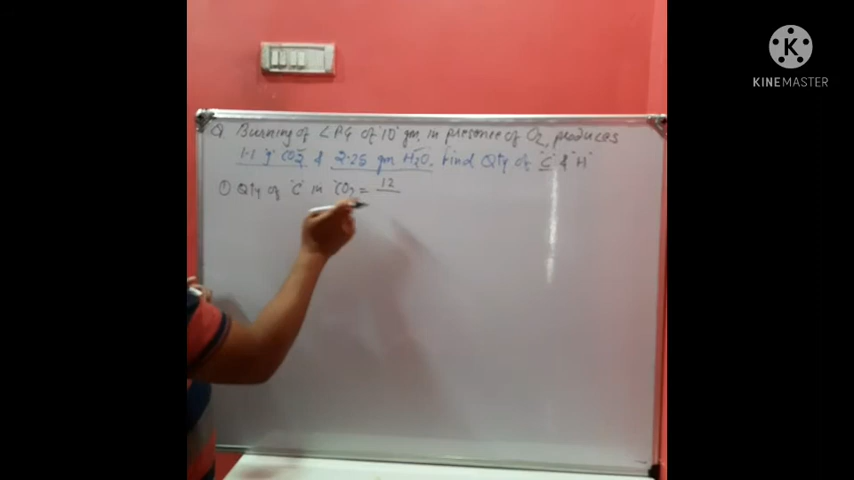 Q Burning of LPG of 10 gm, in presence of O2, produces
1.1 g CO2 & 2.25 gm H2O. Find Qty of "C" & "H"
① Qty of "C" in CO2 = 12
K
KINEMASTER